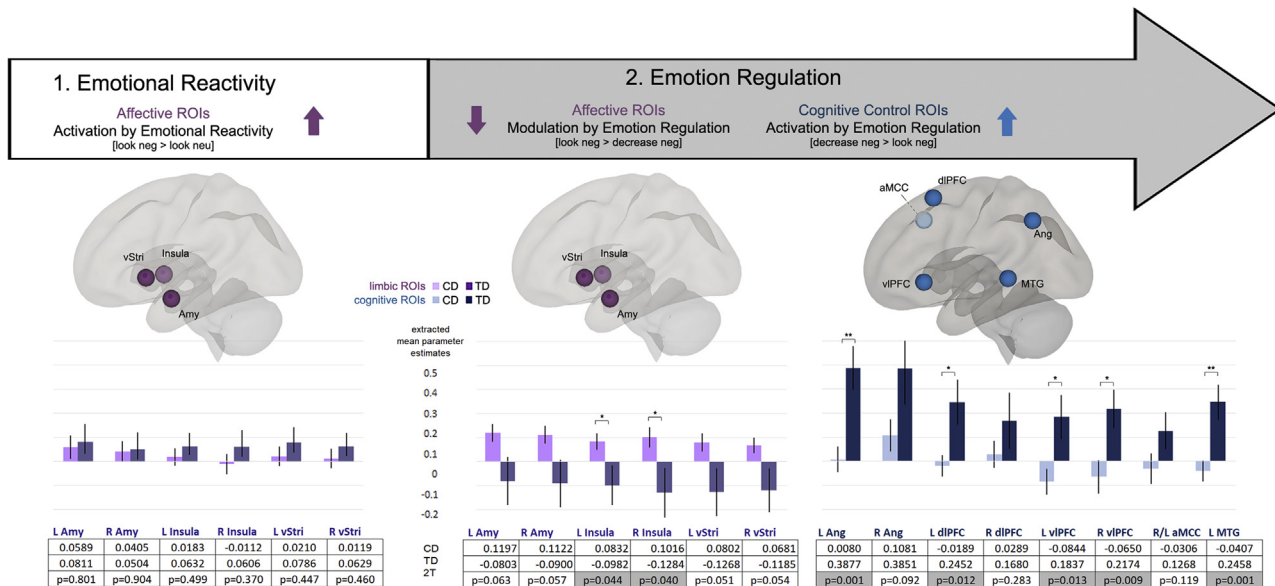 1. Emotional Reactivity
Affective ROIs
Activation by Emotional Reactivity
[look neg > look neu]
2. Emotion Regulation
Affective ROIs
Modulation by Emotion Regulation
[look neg > decrease neg]
Cognitive Control ROIs
Activation by Emotion Regulation
[decrease neg > look neg]
vStri
Insula
Amy
limbic ROIs CD TD
cognitive ROIs CD TD
vStri
Insula
Amy
aMCC
dlPFC
Ang
vlPFC
MTG
extracted
mean parameter
estimates
0.5
0.4
0.3
0.2
0.1
0
-0.1
-0.2
* *
** * * * **
L Amy R Amy L Insula R Insula L vStri R vStri
0.0589 0.0405 0.0183 -0.0112 0.0210 0.0119
0.0811 0.0504 0.0632 0.0606 0.0786 0.0629
p=0.801 p=0.904 p=0.499 p=0.370 p=0.447 p=0.460
L Amy R Amy L Insula R Insula L vStri R vStri
CD 0.1197 0.1122 0.0832 0.1016 0.0802 0.0681
TD -0.0803 -0.0900 -0.0982 -0.1284 -0.1268 -0.1185
2T p=0.063 p=0.057 p=0.044 p=0.040 p=0.051 p=0.054
L Ang R Ang L dlPFC R dlPFC L vlPFC R vlPFC R/L aMCC L MTG
0.0080 0.1081 -0.0189 0.0289 -0.0844 -0.0650 -0.0306 -0.0407
0.3877 0.3851 0.2452 0.1680 0.1837 0.2174 0.1268 0.2458
p=0.001 p=0.092 p=0.012 p=0.283 p=0.013 p=0.009 p=0.119 p=0.001